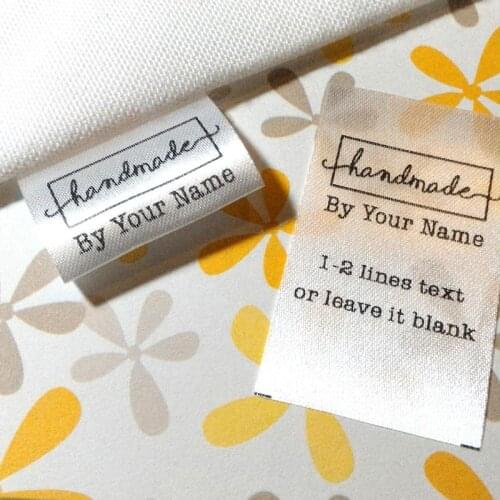 handmade
By Your Name
handmade
By Your Name
1-2 lines text
or leave it blank